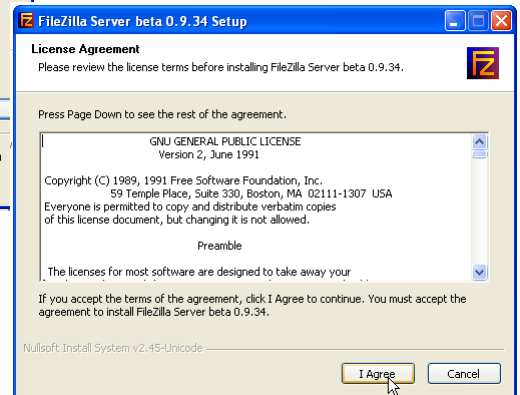 FileZilla Server beta 0.9.34 Setup
License Agreement
Please review the license terms before installing FileZilla Server beta 0.9.34.
Press Page Down to see the rest of the agreement.
GNU GENERAL PUBLIC LICENSE
Version 2, June 1991
Copyright (C) 1989, 1991 Free Software Foundation, Inc.
59 Temple Place, Suite 330, Boston, MA  02111-1307  USA
Everyone is permitted to copy and distribute verbatim copies
of this license document, but changing it is not allowed.
Preamble
The licenses for most software are designed to take away your
If you accept the terms of the agreement, click I Agree to continue. You must accept the
agreement to install FileZilla Server beta 0.9.34.
Nullsoft Install System v2.45-Unicode
I Agree
Cancel